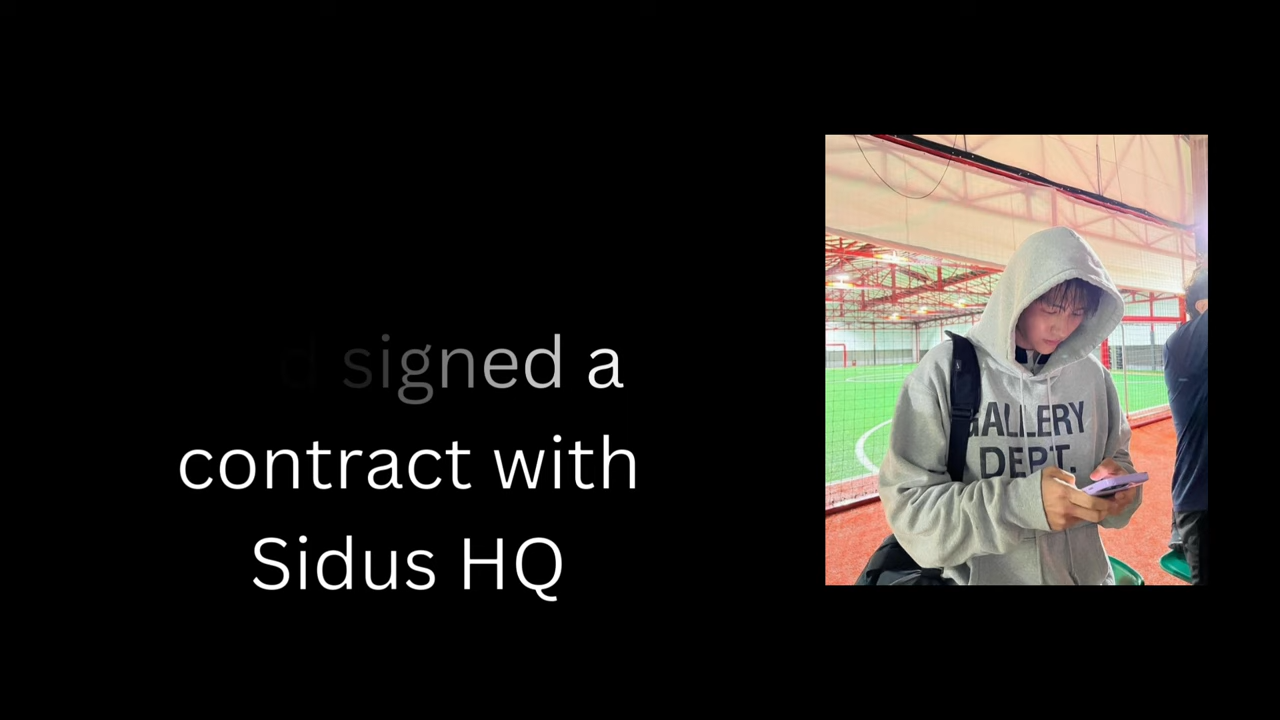 d signed a
contract with
Sidus HQ
GALLERY
DEPT.